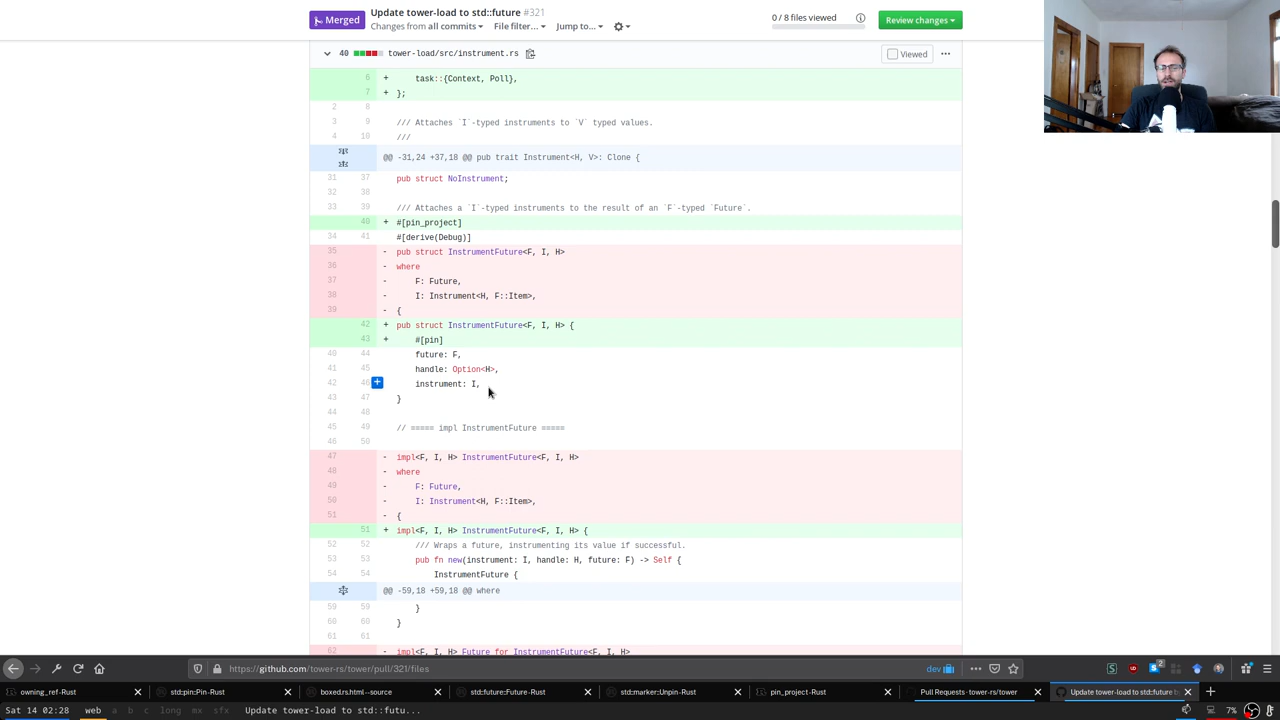 Merged
Update tower-load to std::future #321
Changes from all commits
File filter...
Jump to...
0 / 8 files viewed
Review changes
40 tower-load/src/instrument.rs
Viewed
6 + task::{Context, Poll},
7 + };
2 8
3 9 /// Attaches `I`-typed instruments to `V` typed values.
4 10 ///
@@ -31,24 +37,18 @@ pub trait Instrument<H, V>: Clone {
31 37 pub struct NoInstrument;
32 38
33 39 /// Attaches a `I`-typed instruments to the result of an `F`-typed `Future`.
40 + #[pin_project]
34 41 #[derive(Debug)]
35 - pub struct InstrumentFuture<F, I, H>
36 - where
37 - F: Future,
38 - I: Instrument<H, F::Item>,
39 - {
42 + pub struct InstrumentFuture<F, I, H> {
43 + #[pin]
40 44 future: F,
41 45 handle: Option<H>,
42 46 instrument: I,
43 47 }
44 48
45 49 // ===== impl InstrumentFuture =====
46 50
47 - impl<F, I, H> InstrumentFuture<F, I, H>
48 - where
49 - F: Future,
50 - I: Instrument<H, F::Item>,
51 - {
51 + impl<F, I, H> InstrumentFuture<F, I, H> {
52 52 /// Wraps a future, instrumenting its value if successful.
53 53 pub fn new(instrument: I, handle: H, future: F) -> Self {
54 54 InstrumentFuture {
@@ -59,18 +59,18 @@ where
59 59 }
60 60 }
61 61
62 - impl<F, I, H> Future for InstrumentFuture<F, I, H>
https://github.com/tower-rs/tower/pull/321/files
dev
2
owning_ref-Rust
std:pin:Pin-Rust
boxed.rs.html--source
std:future:Future-Rust
std:marker:Unpin-Rust
pin_project-Rust
Pull Requests·tower-rs/tower
Update tower-load to std::future b
Sat 14 02:28 web a b c long mx sfx Update tower-load to std::futu...
7%